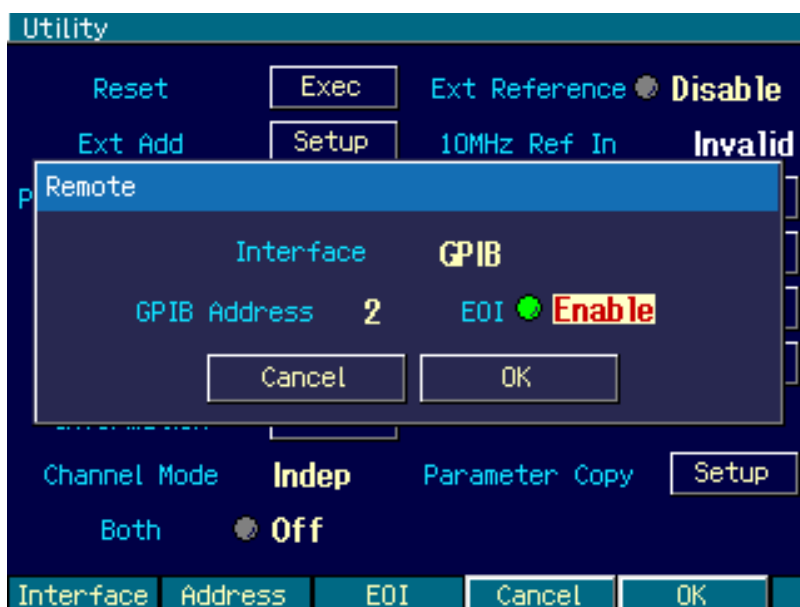 Utility
Reset Exec Ext Reference Disable
Ext Add Setup 10MHz Ref In Invalid
P
Remote
Interface GPIB
GPIB Address 2 EOI Enable
Cancel OK
Channel Mode Indep Parameter Copy Setup
Both Off
Interface Address EOI Cancel OK